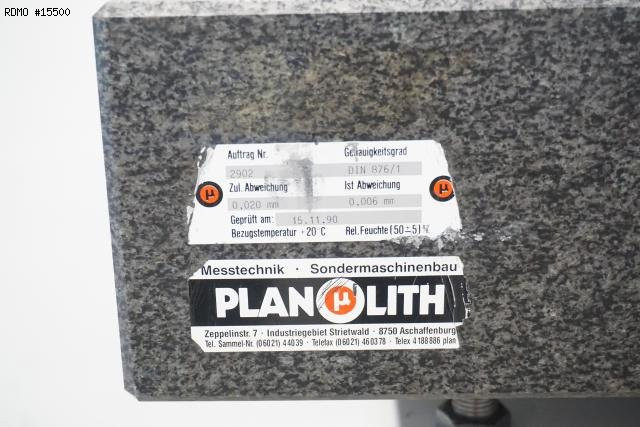 RDMO #15500
Auftrag Nr. Genauigkeitsgrad
2902 DIN 876/1
Zul. Abweichung Ist Abweichung
0,020 mm 0,006 mm
Geprüft am: 15.11.90
Bezugstemperatur +20°C Rel. Feuchte (50±5)%
Messtechnik · Sondermaschinenbau
PLANOLITH
Zeppelinstr. 7 · Industriegebiet Strietwald · 8750 Aschaffenburg
Tel. Sammel-Nr. (06021) 44039 · Telefax (06021) 460378 · Telex 4188886 plan